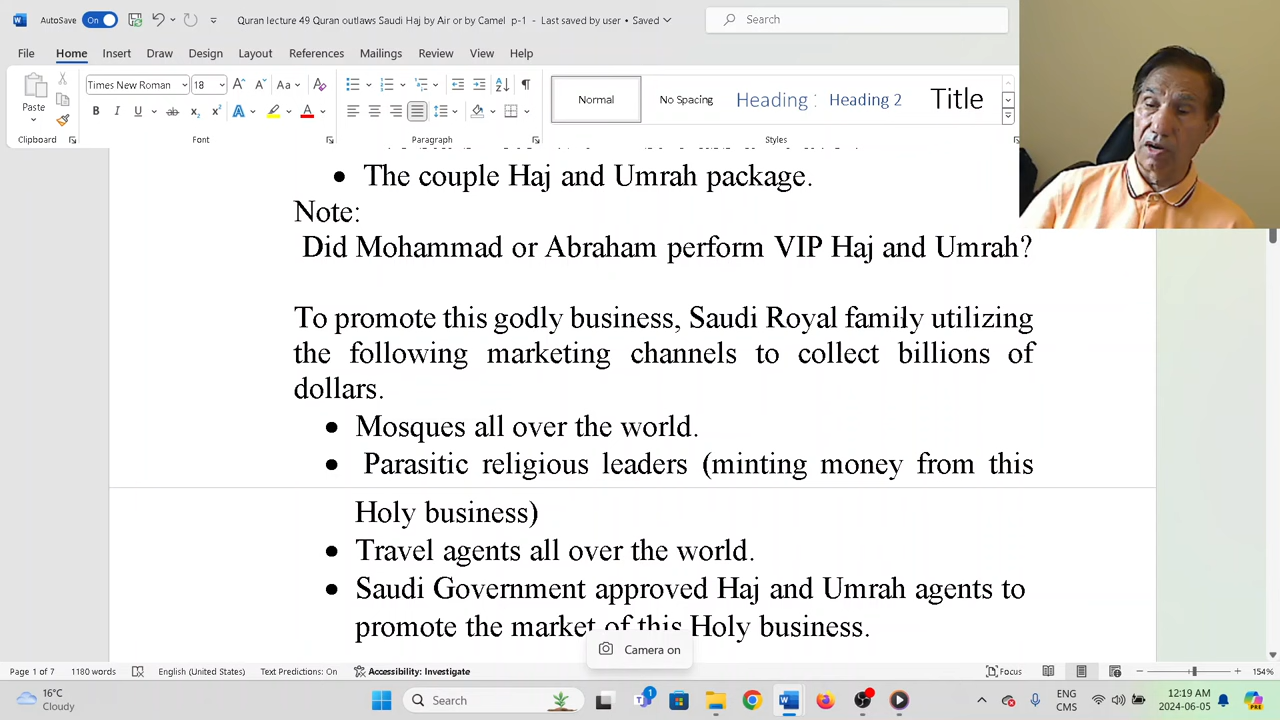 AutoSave On Quran lecture 49 Quran outlaws Saudi Haj by Air or by Camel p-1 - Last saved by user • Saved Search
File Home Insert Draw Design Layout References Mailings Review View Help
Times New Roman 18 Aa
Paste B I U ab x₂ x² A A Normal No Spacing Heading 1 Heading 2 Title
Clipboard Font Paragraph Styles
• The couple Haj and Umrah package.
Note:
Did Mohammad or Abraham perform VIP Haj and Umrah?
To promote this godly business, Saudi Royal family utilizing
the following marketing channels to collect billions of
dollars.
• Mosques all over the world.
• Parasitic religious leaders (minting money from this
Holy business)
• Travel agents all over the world.
• Saudi Government approved Haj and Umrah agents to
promote the market of this Holy business.
Camera on
Page 1 of 7 1180 words English (United States) Text Predictions: On Accessibility: Investigate Focus 154%
16°C
Cloudy
Search
1
ENG
CMS
12:19 AM
2024-06-05
PRE